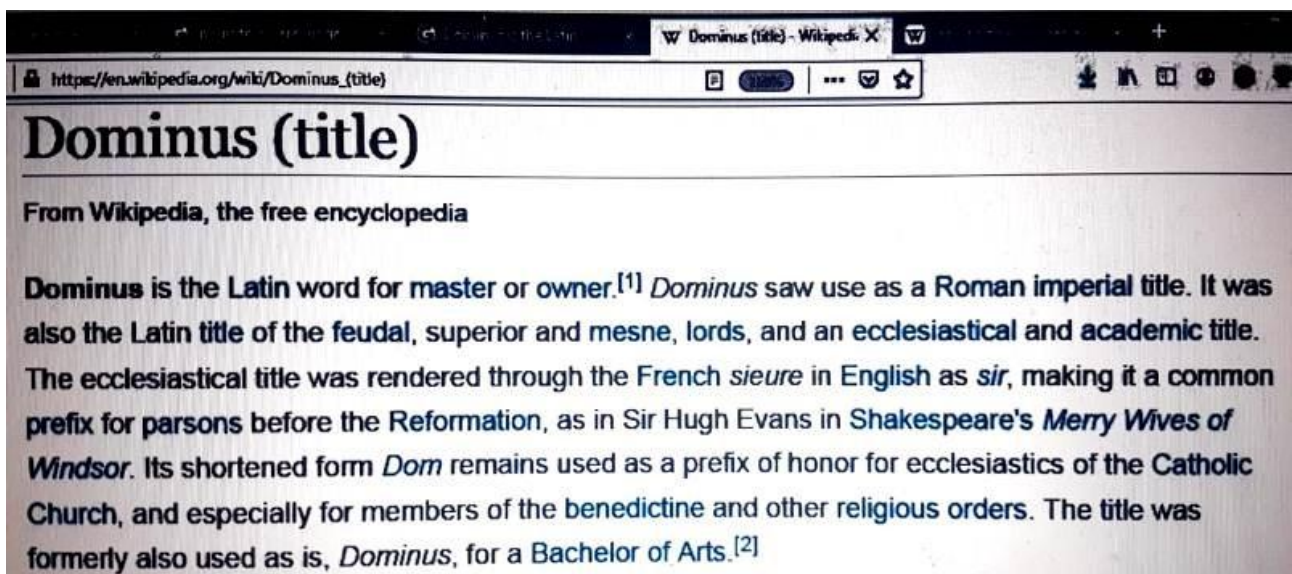 W Dominus (title) - Wikipedi X W +
https://en.wikipedia.org/wiki/Dominus_(title)
Dominus (title)
From Wikipedia, the free encyclopedia
Dominus is the Latin word for master or owner.[1] Dominus saw use as a Roman imperial title. It was
also the Latin title of the feudal, superior and mesne, lords, and an ecclesiastical and academic title.
The ecclesiastical title was rendered through the French sieure in English as sir, making it a common
prefix for parsons before the Reformation, as in Sir Hugh Evans in Shakespeare's Merry Wives of
Windsor. Its shortened form Dom remains used as a prefix of honor for ecclesiastics of the Catholic
Church, and especially for members of the benedictine and other religious orders. The title was
formerly also used as is, Dominus, for a Bachelor of Arts.[2]